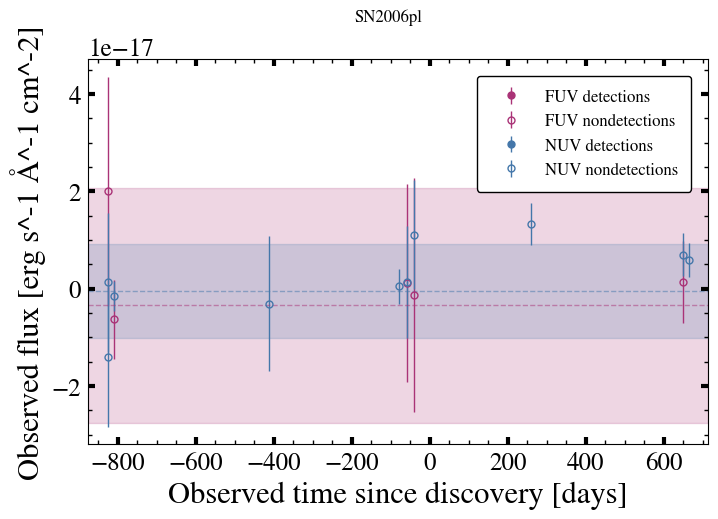 SN2006pl
1e−17
Observed flux [erg s^-1 Å^-1 cm^-2]
4
2
0
−2
FUV detections
FUV nondetections
NUV detections
NUV nondetections
−800 −600 −400 −200 0 200 400 600
Observed time since discovery [days]